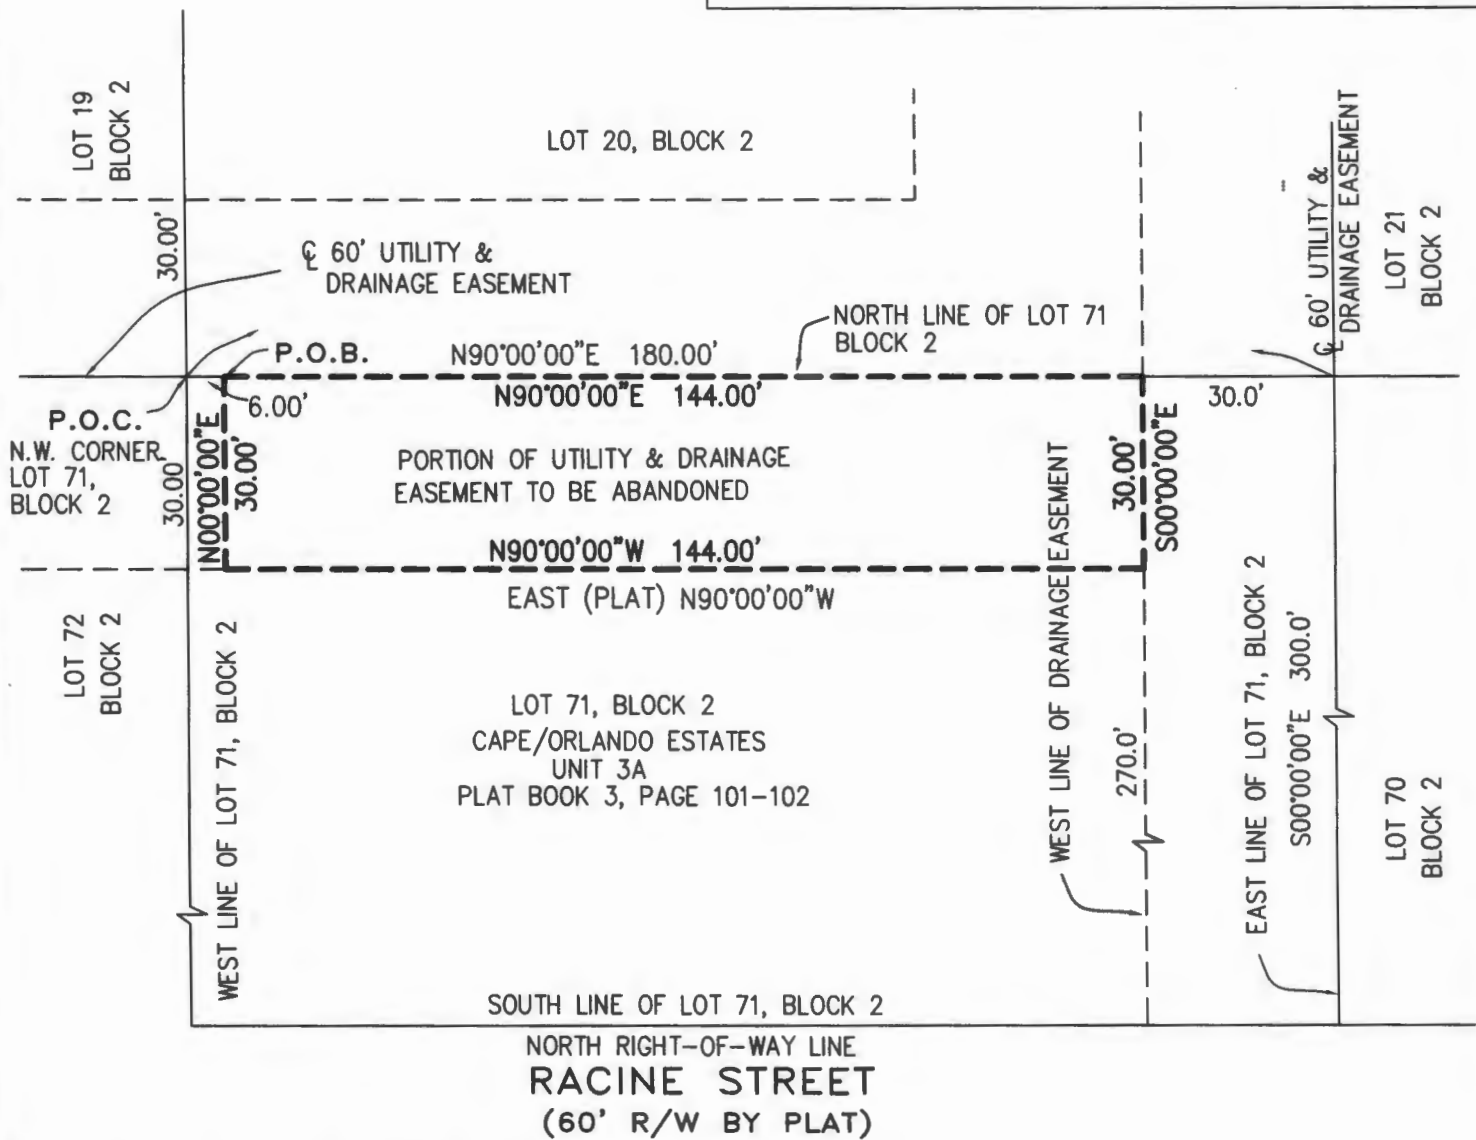 LOT 19
BLOCK 2
LOT 20, BLOCK 2
℄ 60' UTILITY &
DRAINAGE EASEMENT
LOT 21
BLOCK 2
30.00'
℄ 60' UTILITY &
DRAINAGE EASEMENT
NORTH LINE OF LOT 71
BLOCK 2
P.O.B.
N90°00'00"E 180.00'
N90°00'00"E 144.00'
6.00'
30.0'
P.O.C.
N.W. CORNER
LOT 71,
BLOCK 2
30.00
N00°00'00"E
30.00'
PORTION OF UTILITY & DRAINAGE
EASEMENT TO BE ABANDONED
30.00'
S00°00'00"E
N90°00'00"W 144.00'
EAST (PLAT) N90°00'00"W
LOT 72
BLOCK 2
WEST LINE OF LOT 71, BLOCK 2
LOT 71, BLOCK 2
CAPE/ORLANDO ESTATES
UNIT 3A
PLAT BOOK 3, PAGE 101-102
WEST LINE OF DRAINAGE EASEMENT
270.0'
EAST LINE OF LOT 71, BLOCK 2
S00°00'00"E 300.0'
LOT 70
BLOCK 2
SOUTH LINE OF LOT 71, BLOCK 2
NORTH RIGHT-OF-WAY LINE
RACINE STREET
(60' R/W BY PLAT)